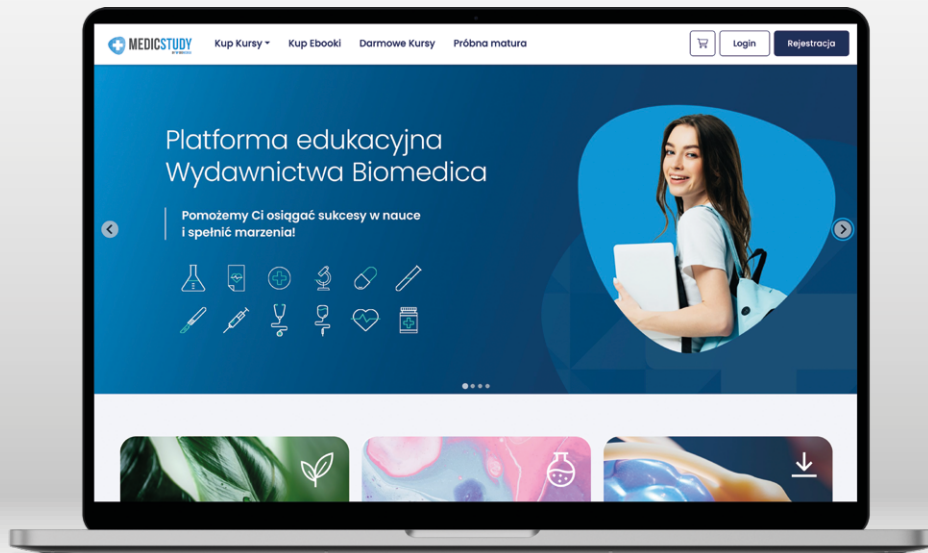 MEDICSTUDY
Kup Kursy
Kup Ebooki
Darmowe Kursy
Próbna matura
Login
Rejestracja
Platforma edukacyjna
Wydawnictwa Biomedica
Pomożemy Ci osiągać sukcesy w nauce
i spełnić marzenia!